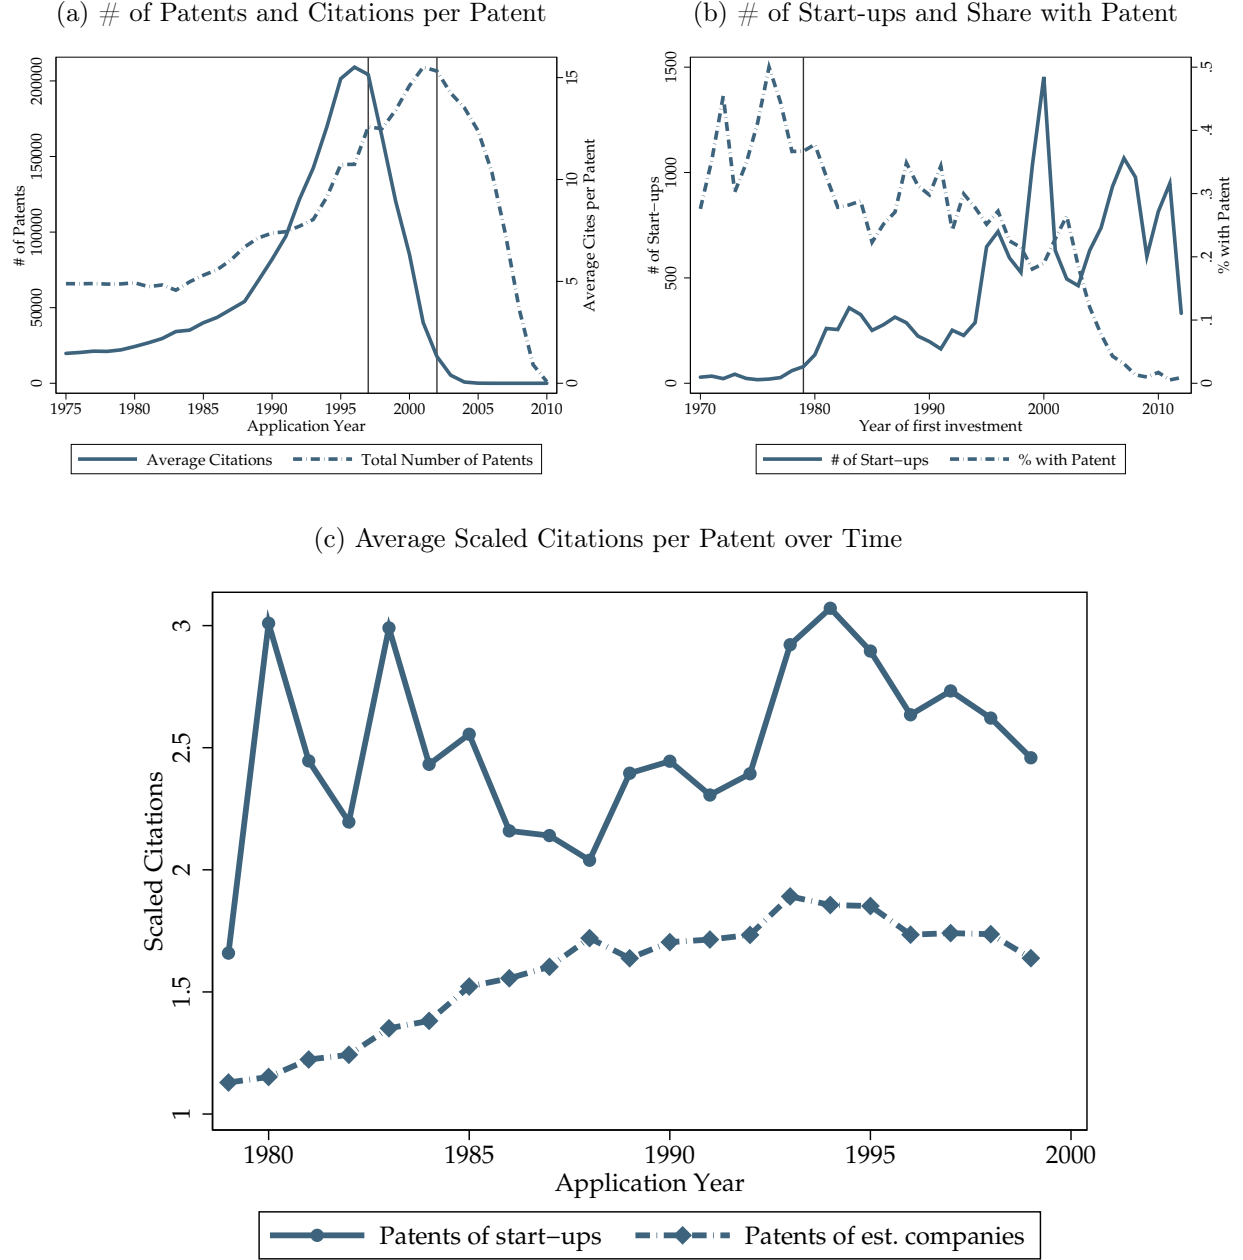 (a) # of Patents and Citations per Patent
# of Patents
0 50000 100000 150000 200000
Average Cites per Patent
0 5 10 15
1975 1980 1985 1990 1995 2000 2005 2010
Application Year
Average Citations Total Number of Patents
(b) # of Start-ups and Share with Patent
# of Start−ups
0 500 1000 1500
% with Patent
0 .1 .2 .3 .4 .5
1970 1980 1990 2000 2010
Year of first investment
# of Start−ups % with Patent
(c) Average Scaled Citations per Patent over Time
Scaled Citations
1 1.5 2 2.5 3
1980 1985 1990 1995 2000
Application Year
Patents of start−ups Patents of est. companies